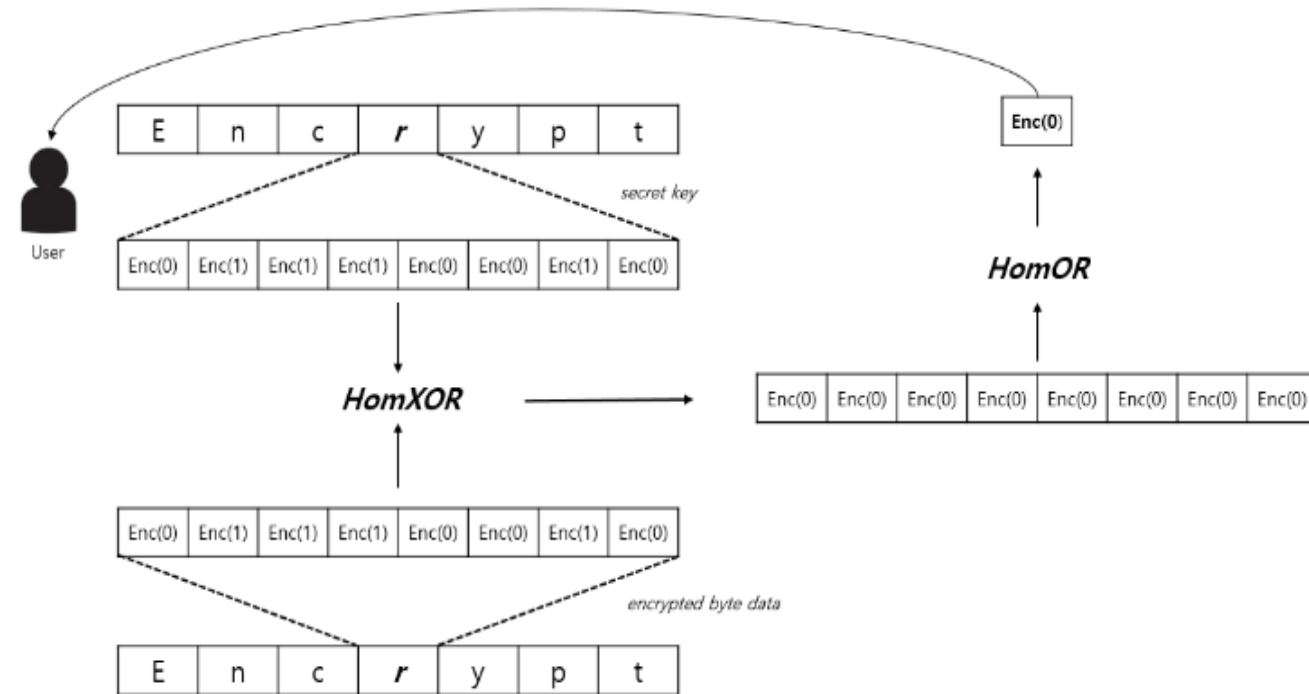 E n c r y p t
Enc(0)
secret key
User
Enc(0) Enc(1) Enc(1) Enc(1) Enc(0) Enc(0) Enc(1) Enc(0)
HomOR
HomXOR
Enc(0) Enc(0) Enc(0) Enc(0) Enc(0) Enc(0) Enc(0) Enc(0)
Enc(0) Enc(1) Enc(1) Enc(1) Enc(0) Enc(0) Enc(1) Enc(0)
encrypted byte data
E n c r y p t